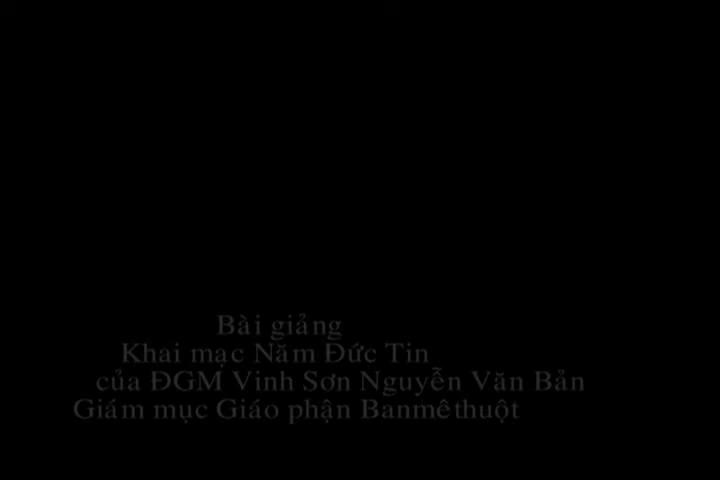 Bài giảng
Khai mạc Năm Đức Tin
của ĐGM Vinh Sơn Nguyễn Văn Bản
Giám mục Giáo phận Banmêthuột